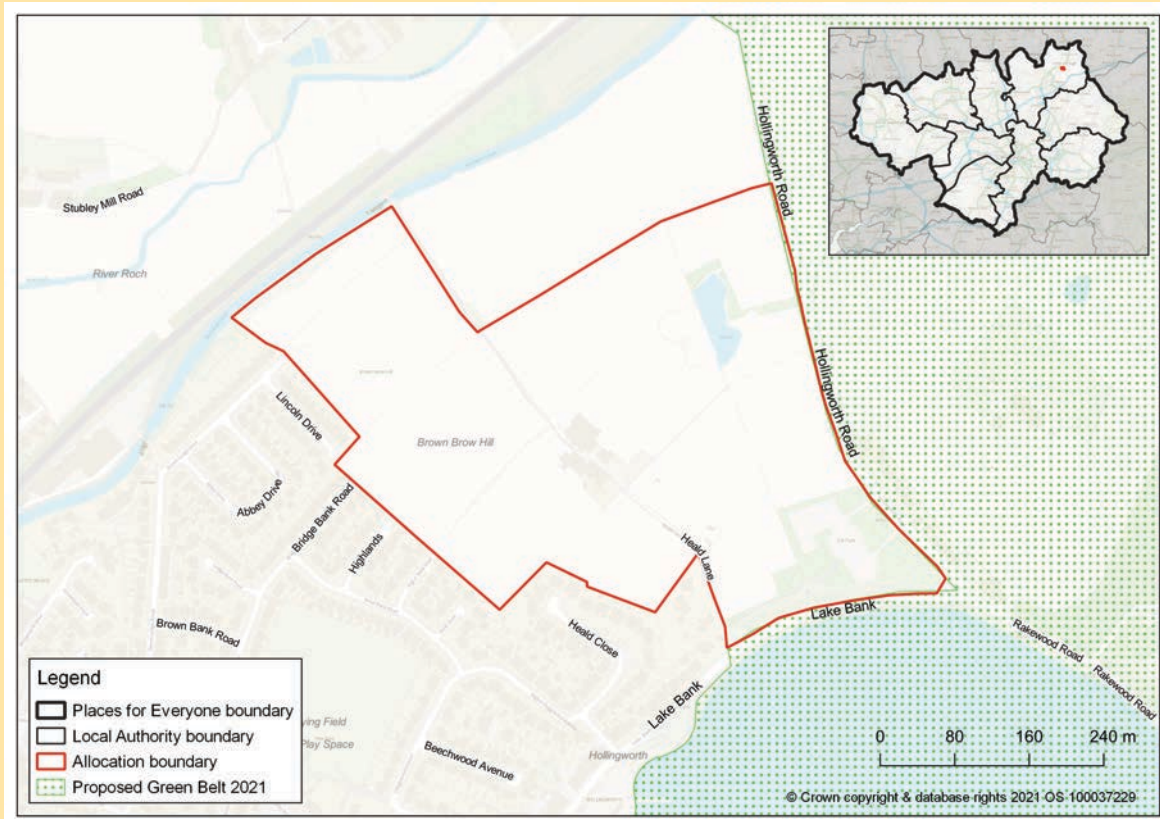 Hollingworth Road
Stubley Mill Road
River Roch
Hollingworth Road
Lincoln Drive
Brown Brow Hill
Abbey Drive
Bridge Bank Road
Highlands
Heald Lane
Lake Bank
Brown Bank Road
Heald Close
Rakewood Road
Rakewood Road
Lake Bank
Legend
Places for Everyone boundary
Local Authority boundary
Allocation boundary
Proposed Green Belt 2021
ying Field
Play Space
Beechwood Avenue
Hollingworth
0 80 160 240 m
© Crown copyright & database rights 2021 OS 100037229